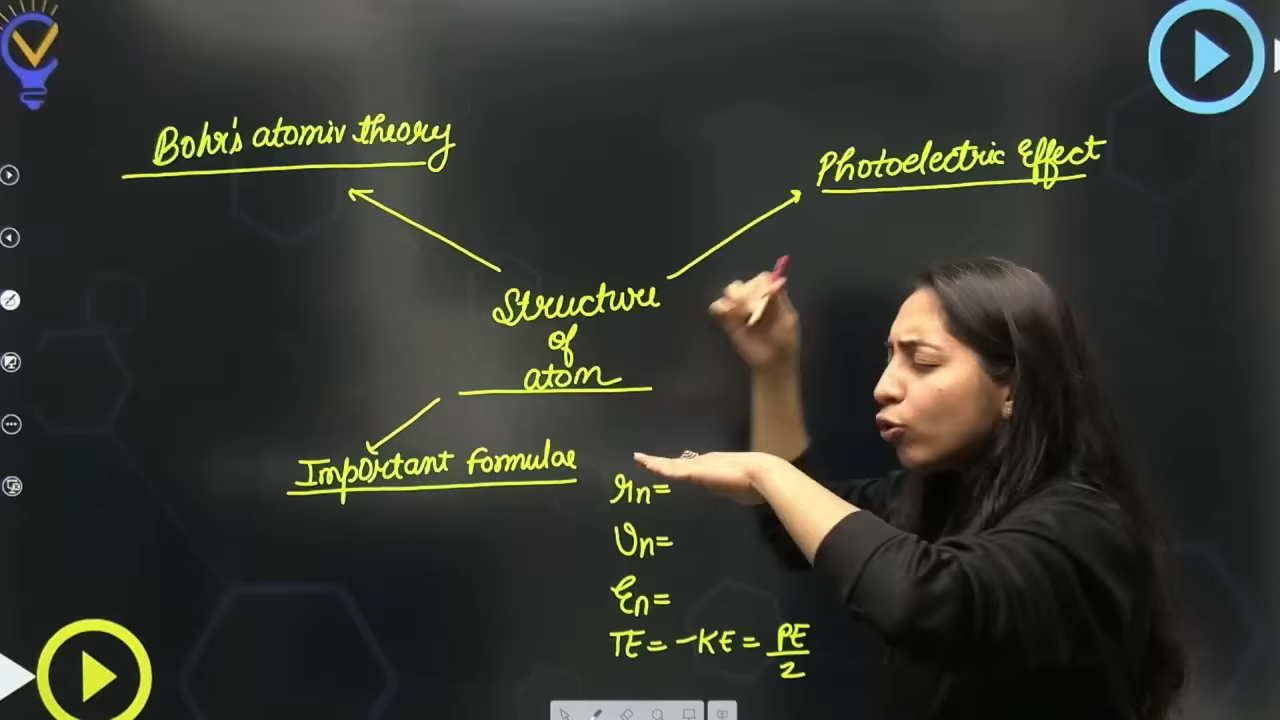 Bohr's atomiv theory
Photoelectric Effect
Structure
of
atom
Important formulae
rn=
Vn=
En=
TE = -KE = PE/2